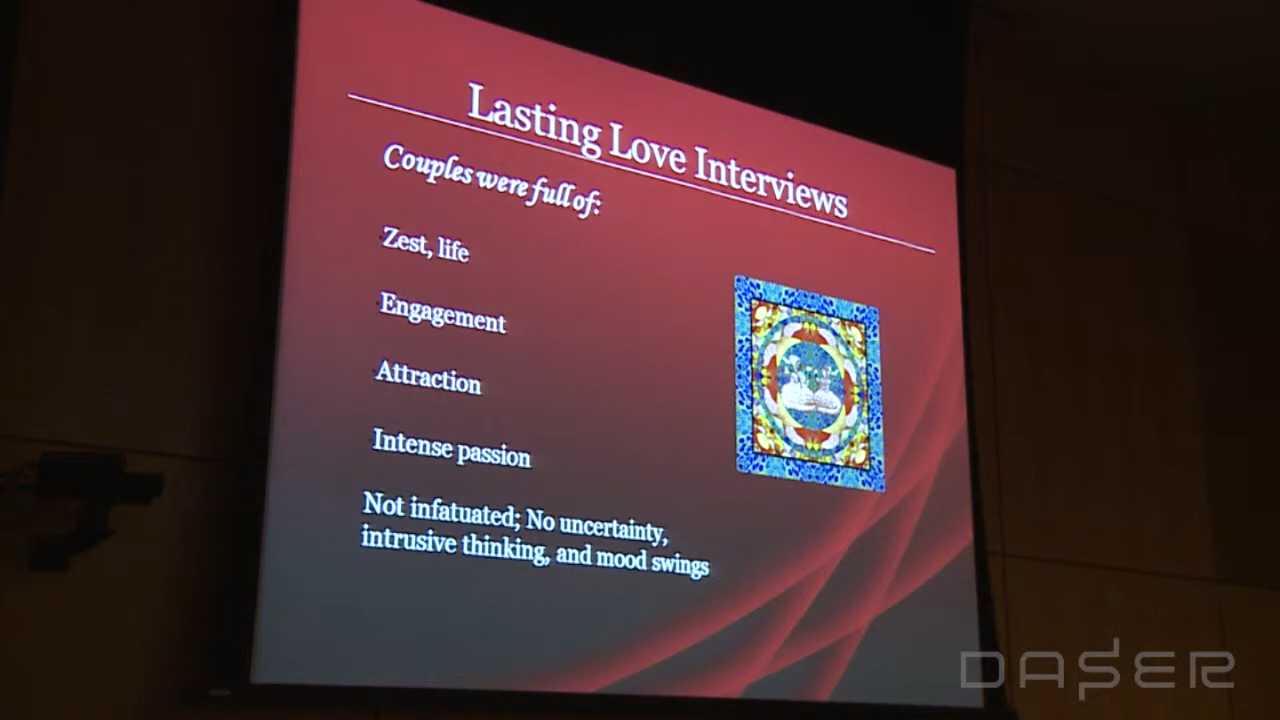 Lasting Love Interviews
Couples were full of:
Zest, life
Engagement
Attraction
Intense passion
Not infatuated; No uncertainty,
intrusive thinking, and mood swings
DASER